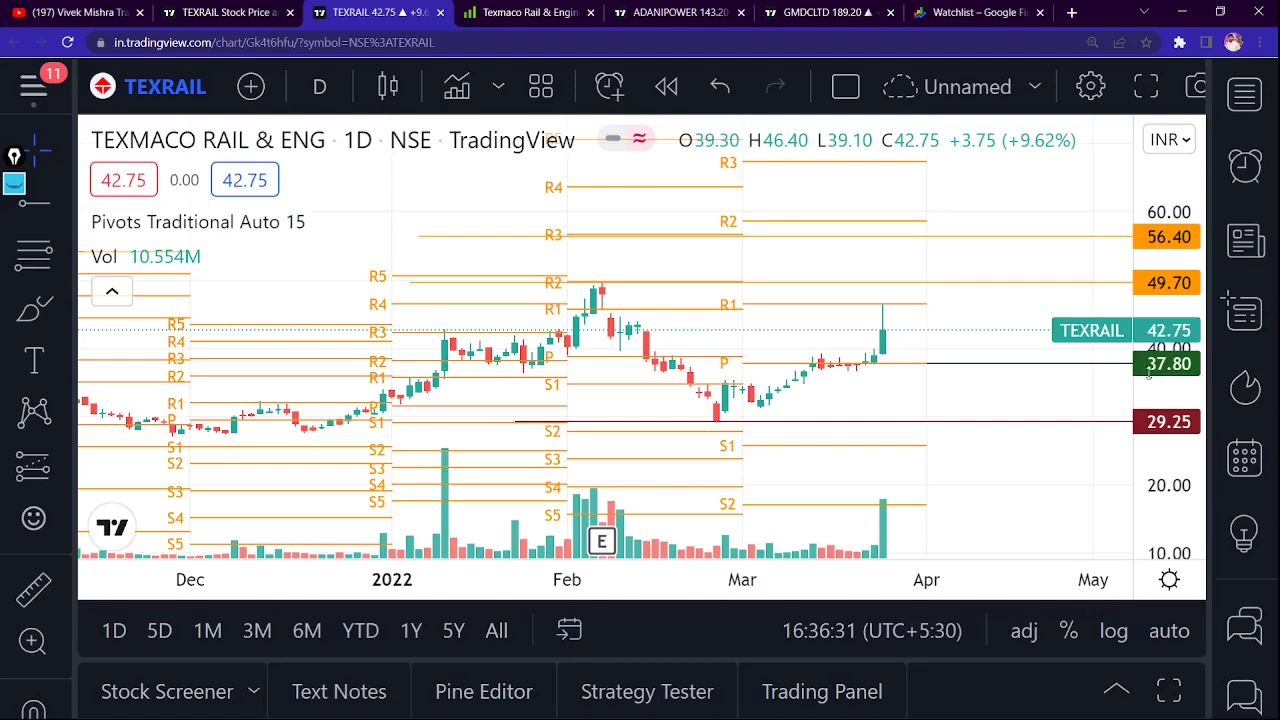 (197) Vivek Mishra Tra
TEXRAIL Stock Price a
TEXRAIL 42.75 ▲ +9.6
Texmaco Rail & Engin
ADANIPOWER 143.20
GMDCLTD 189.20 ▲
Watchlist – Google Fi
in.tradingview.com/chart/Gk4t6hfu/?symbol=NSE%3ATEXRAIL
11
TEXRAIL
D
Unnamed
TEXMACO RAIL & ENG · 1D · NSE · TradingView
O39.30 H46.40 L39.10 C42.75 +3.75 (+9.62%)
INR
42.75 0.00 42.75
Pivots Traditional Auto 15
Vol 10.554M
R5
R4
R3
R2
R1
P
S1
S2
S3
S4
S5
R5
R4
R3
R2
R1
P
S1
S2
S3
S4
S5
R5
R4
R3
R2
R1
P
S1
S2
S3
S4
S5
R3
R2
R1
P
S1
S2
E
60.00
56.40
49.70
TEXRAIL 42.75
40.00
37.80
29.25
20.00
10.00
Dec 2022 Feb Mar Apr May
1D 5D 1M 3M 6M YTD 1Y 5Y All
16:36:31 (UTC+5:30) adj % log auto
Stock Screener Text Notes Pine Editor Strategy Tester Trading Panel